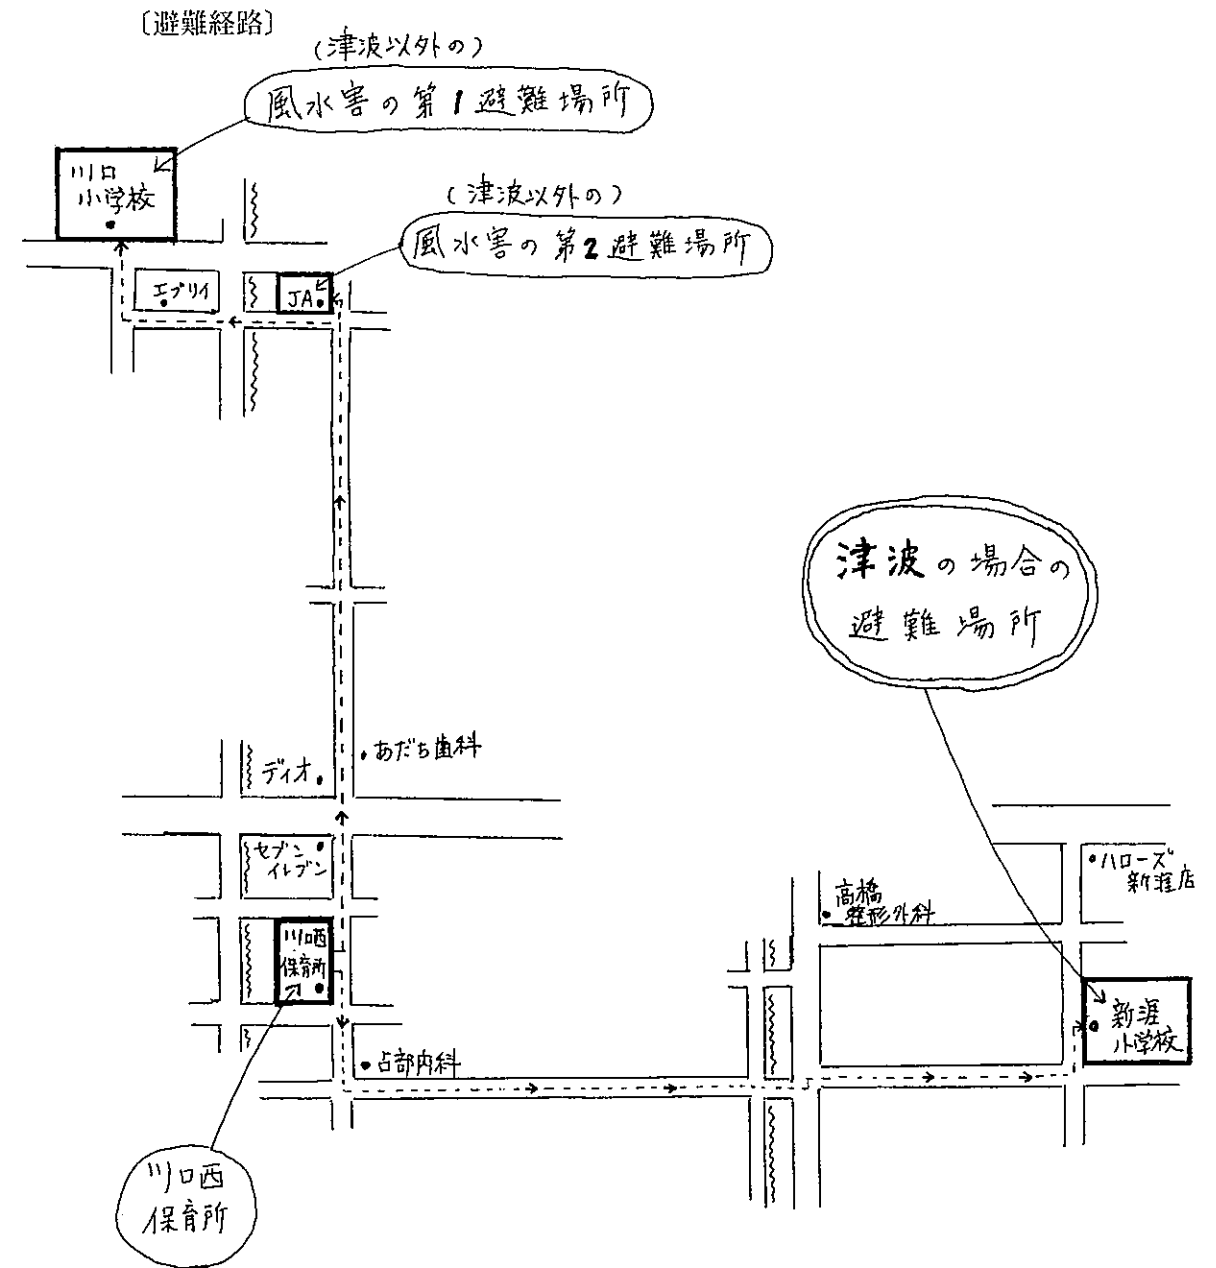 〔避難経路〕
(津波以外の)
風水害の第1避難場所
川口
小学校
(津波以外の)
風水害の第2避難場所
エブリイ
JA
津波の場合の
避難場所
あだち歯科
ディオ
セブン
イレブン
ハローズ
新涯店
高橋
整形外科
川口西
保育所
新涯
小学校
占部内科
川口西
保育所